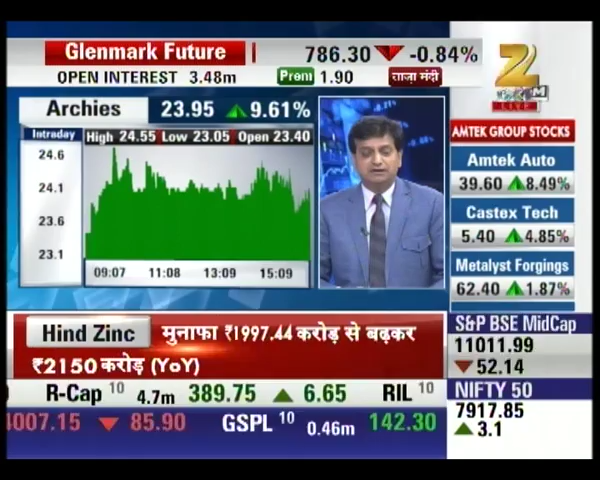 Glenmark Future 786.30 -0.84%
OPEN INTEREST 3.48m Prem 1.90 ताज़ा मंदी
LIVE
Archies 23.95 9.61%
Intraday High 24.55 Low 23.05 Open 23.40
24.6
24.1
23.6
23.1
09:07 11:08 13:09 15:09
AMTEK GROUP STOCKS
Amtek Auto
39.60 8.49%
Castex Tech
5.40 4.85%
Metalyst Forgings
62.40 1.87%
Hind Zinc मुनाफा ₹1997.44 करोड़ से बढ़कर
₹2150 करोड़ (YoY)
S&P BSE MidCap
11011.99
52.14
R-Cap 10 4.7m 389.75 6.65 RIL 10
4007.15 85.90 GSPL 10 0.46m 142.30
NIFTY 50
7917.85
3.1